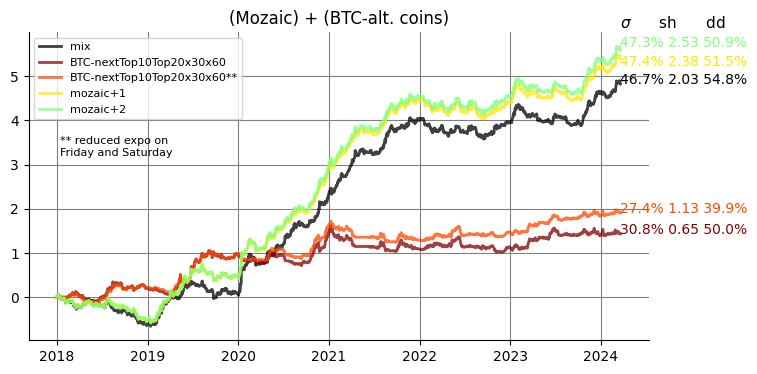 (Mozaic) + (BTC-alt. coins)
σ sh dd
mix
BTC-nextTop10Top20x30x60
BTC-nextTop10Top20x30x60**
mozaic+1
mozaic+2
** reduced expo on
Friday and Saturday
47.3% 2.53 50.9%
47.4% 2.38 51.5%
46.7% 2.03 54.8%
27.4% 1.13 39.9%
30.8% 0.65 50.0%
5
4
3
2
1
0
2018 2019 2020 2021 2022 2023 2024